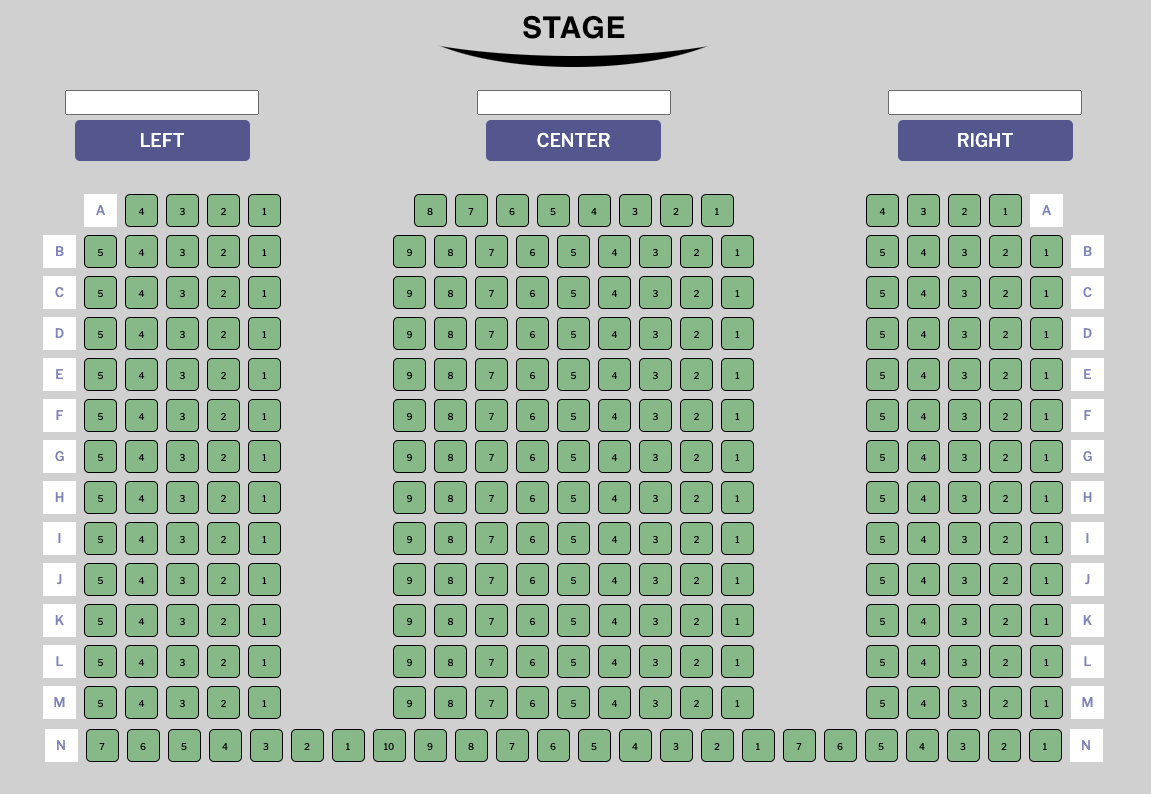 STAGE
LEFT CENTER RIGHT
A 4 3 2 1 8 7 6 5 4 3 2 1 4 3 2 1 A
B 5 4 3 2 1 9 8 7 6 5 4 3 2 1 5 4 3 2 1 B
C 5 4 3 2 1 9 8 7 6 5 4 3 2 1 5 4 3 2 1 C
D 5 4 3 2 1 9 8 7 6 5 4 3 2 1 5 4 3 2 1 D
E 5 4 3 2 1 9 8 7 6 5 4 3 2 1 5 4 3 2 1 E
F 5 4 3 2 1 9 8 7 6 5 4 3 2 1 5 4 3 2 1 F
G 5 4 3 2 1 9 8 7 6 5 4 3 2 1 5 4 3 2 1 G
H 5 4 3 2 1 9 8 7 6 5 4 3 2 1 5 4 3 2 1 H
I 5 4 3 2 1 9 8 7 6 5 4 3 2 1 5 4 3 2 1 I
J 5 4 3 2 1 9 8 7 6 5 4 3 2 1 5 4 3 2 1 J
K 5 4 3 2 1 9 8 7 6 5 4 3 2 1 5 4 3 2 1 K
L 5 4 3 2 1 9 8 7 6 5 4 3 2 1 5 4 3 2 1 L
M 5 4 3 2 1 9 8 7 6 5 4 3 2 1 5 4 3 2 1 M
N 7 6 5 4 3 2 1 10 9 8 7 6 5 4 3 2 1 7 6 5 4 3 2 1 N